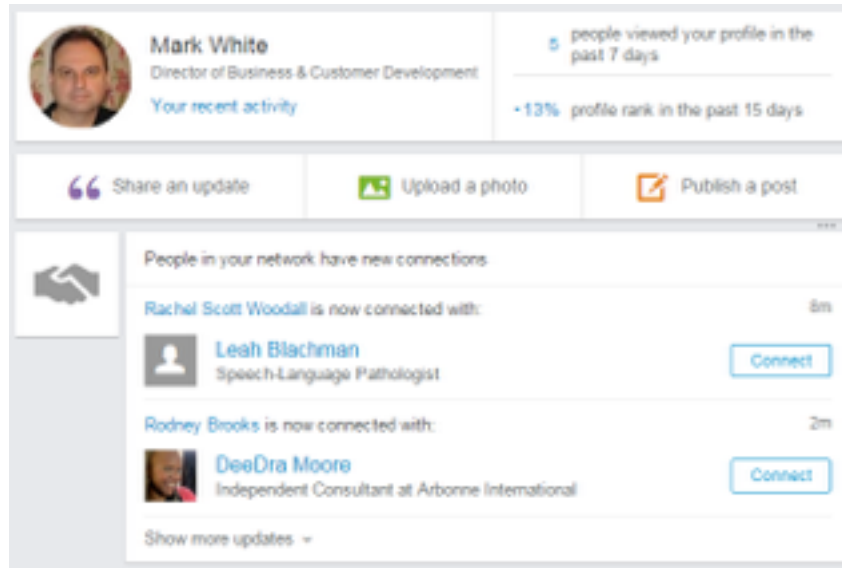 Mark White
Director of Business & Customer Development
Your recent activity
5 people viewed your profile in the
past 7 days
-13% profile rank in the past 15 days
Share an update
Upload a photo
Publish a post
People in your network have new connections
Rachel Scott Woodall is now connected with: 8m
Leah Blachman
Speech-Language Pathologist
Connect
Rodney Brooks is now connected with: 2m
DeeDra Moore
Independent Consultant at Arbonne International
Connect
Show more updates